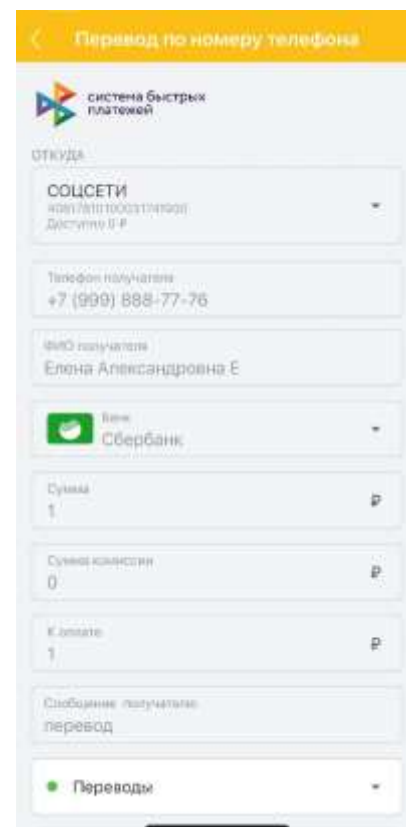 Перевод по номеру телефона
система быстрых
платежей
ОТКУДА
СОЦСЕТИ
Доступно 0 ₽
Телефон получателя
+7 (999) 888-77-76
ФИО получателя
Елена Александровна Е
Банк
Сбербанк
Сумма
1 ₽
Сумма комиссии
0 ₽
К оплате
1 ₽
Сообщение получателю
перевод
Переводы